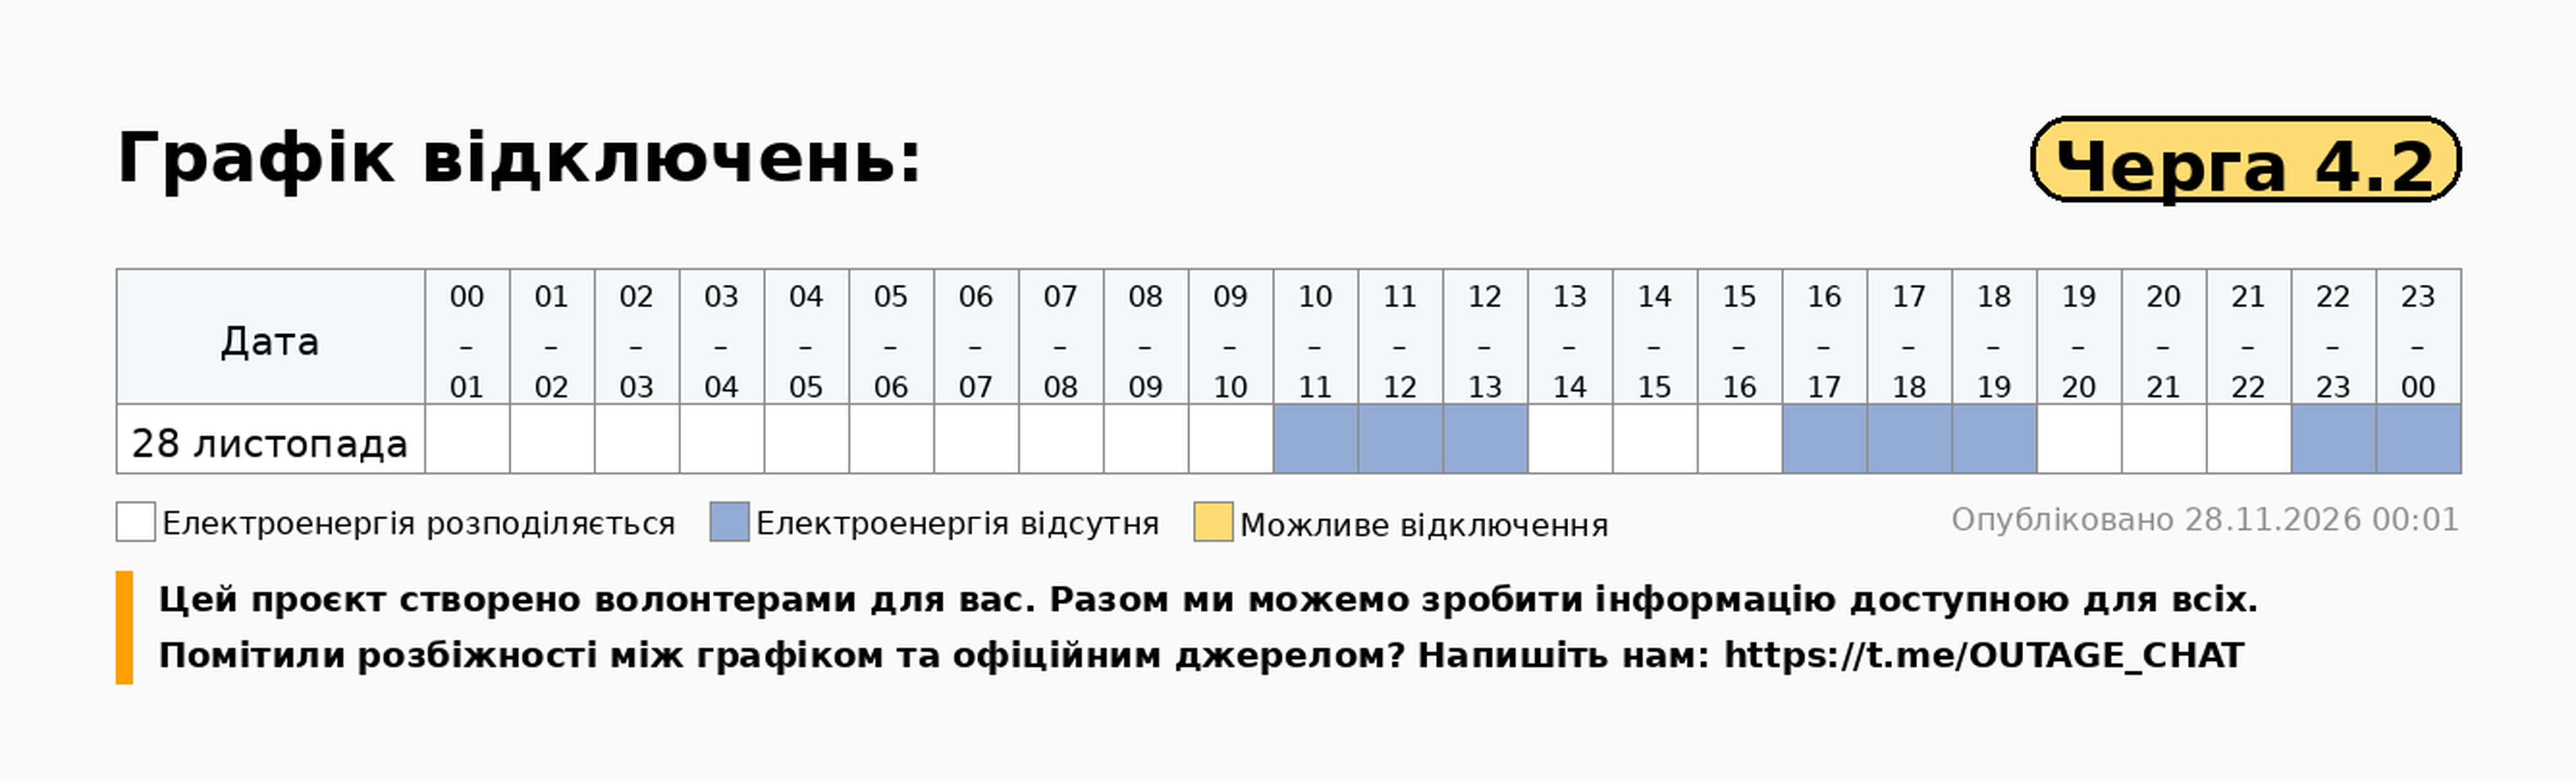 Графік відключень:
Черга 4.2
Дата 00 – 01 01 – 02 02 – 03 03 – 04 04 – 05 05 – 06 06 – 07 07 – 08 08 – 09 09 – 10 10 – 11 11 – 12 12 – 13 13 – 14 14 – 15 15 – 16 16 – 17 17 – 18 18 – 19 19 – 20 20 – 21 21 – 22 22 – 23 23 – 00
28 листопада
Електроенергія розподіляється Електроенергія відсутня Можливе відключення
Опубліковано 28.11.2026 00:01
Цей проєкт створено волонтерами для вас. Разом ми можемо зробити інформацію доступною для всіх.
Помітили розбіжності між графіком та офіційним джерелом? Напишіть нам: https://t.me/OUTAGE_CHAT